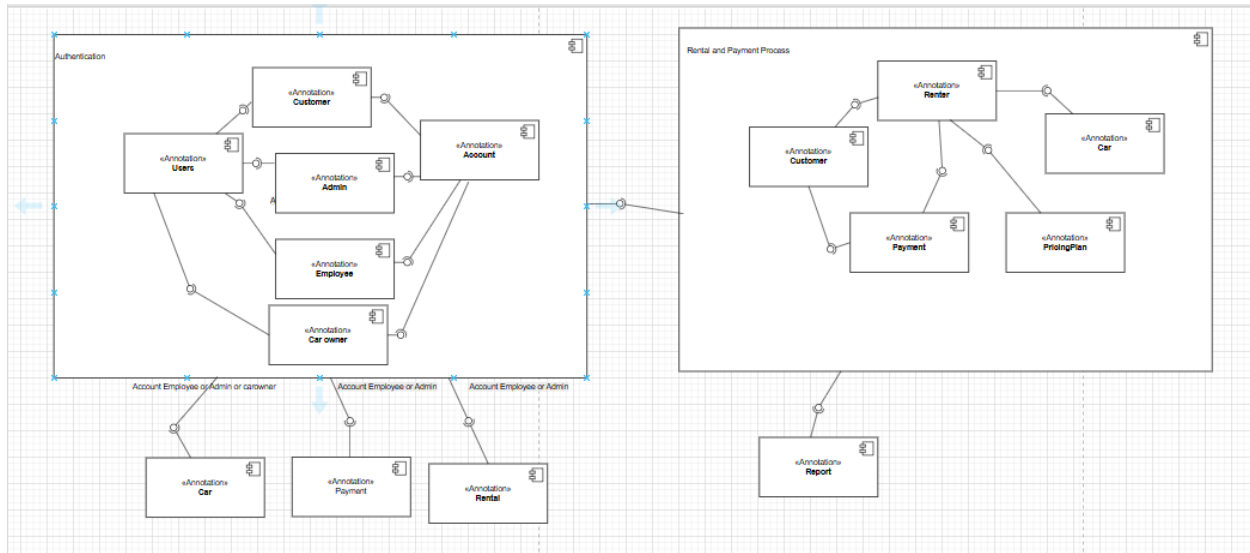 Authentication
«Annotation»
Customer
«Annotation»
Users
«Annotation»
Admin
A
«Annotation»
Account
«Annotation»
Employee
«Annotation»
Car owner
Account Employee or Admin or carowner
Account Employee or Admin
Account Employee or Admin
«Annotation»
Car
«Annotation»
Payment
«Annotation»
Rental
Rental and Payment Process
«Annotation»
Renter
«Annotation»
Customer
«Annotation»
Car
«Annotation»
Payment
«Annotation»
PricingPlan
«Annotation»
Report